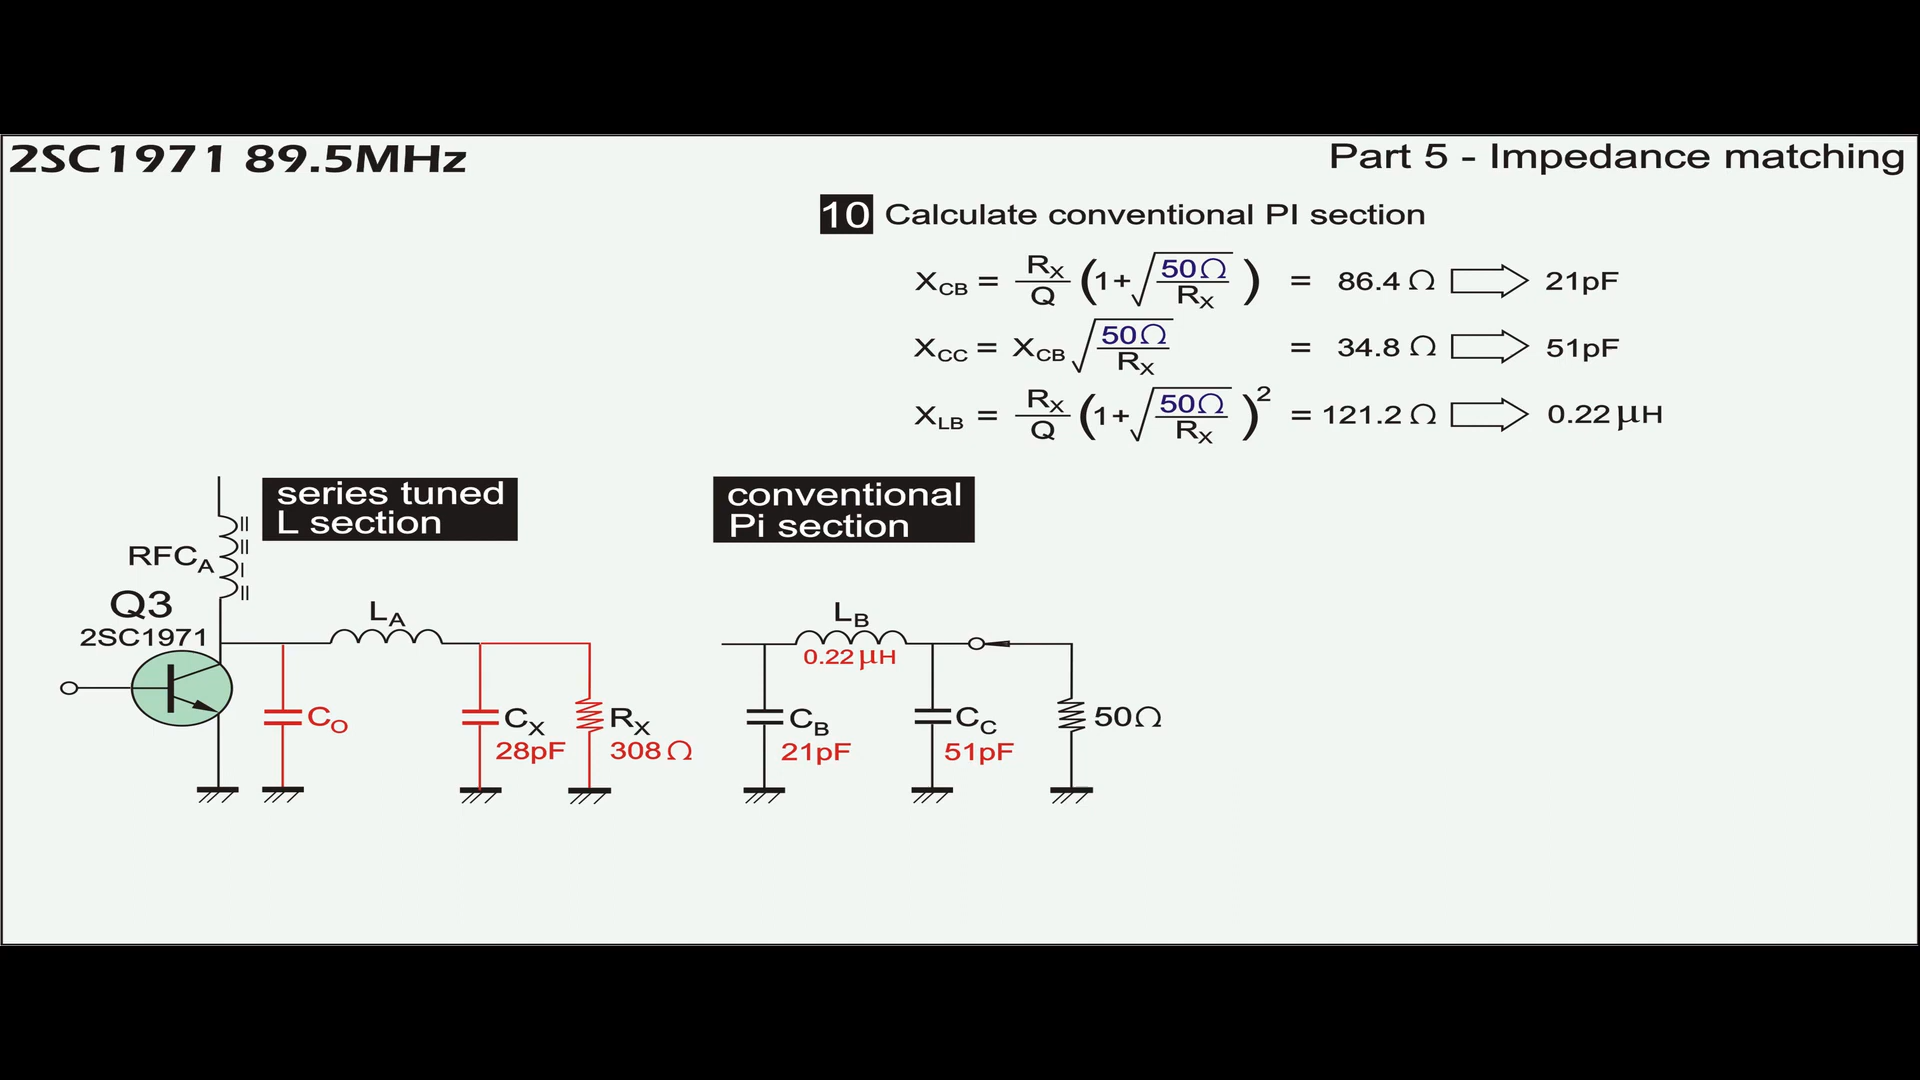 2SC1971 89.5MHz
Part 5 - Impedance matching
10 Calculate conventional PI section
X_CB = R_X/Q (1+√(50Ω/R_X)) = 86.4 Ω ⇨ 21pF
X_CC = X_CB √(50Ω/R_X) = 34.8 Ω ⇨ 51pF
X_LB = R_X/Q (1+√(50Ω/R_X))² = 121.2 Ω ⇨ 0.22 µH
series tuned
L section
conventional
Pi section
RFC_A
Q3
2SC1971
L_A
C_O
C_X
28pF
R_X
308 Ω
L_B
0.22 µH
C_B
21pF
C_C
51pF
50Ω